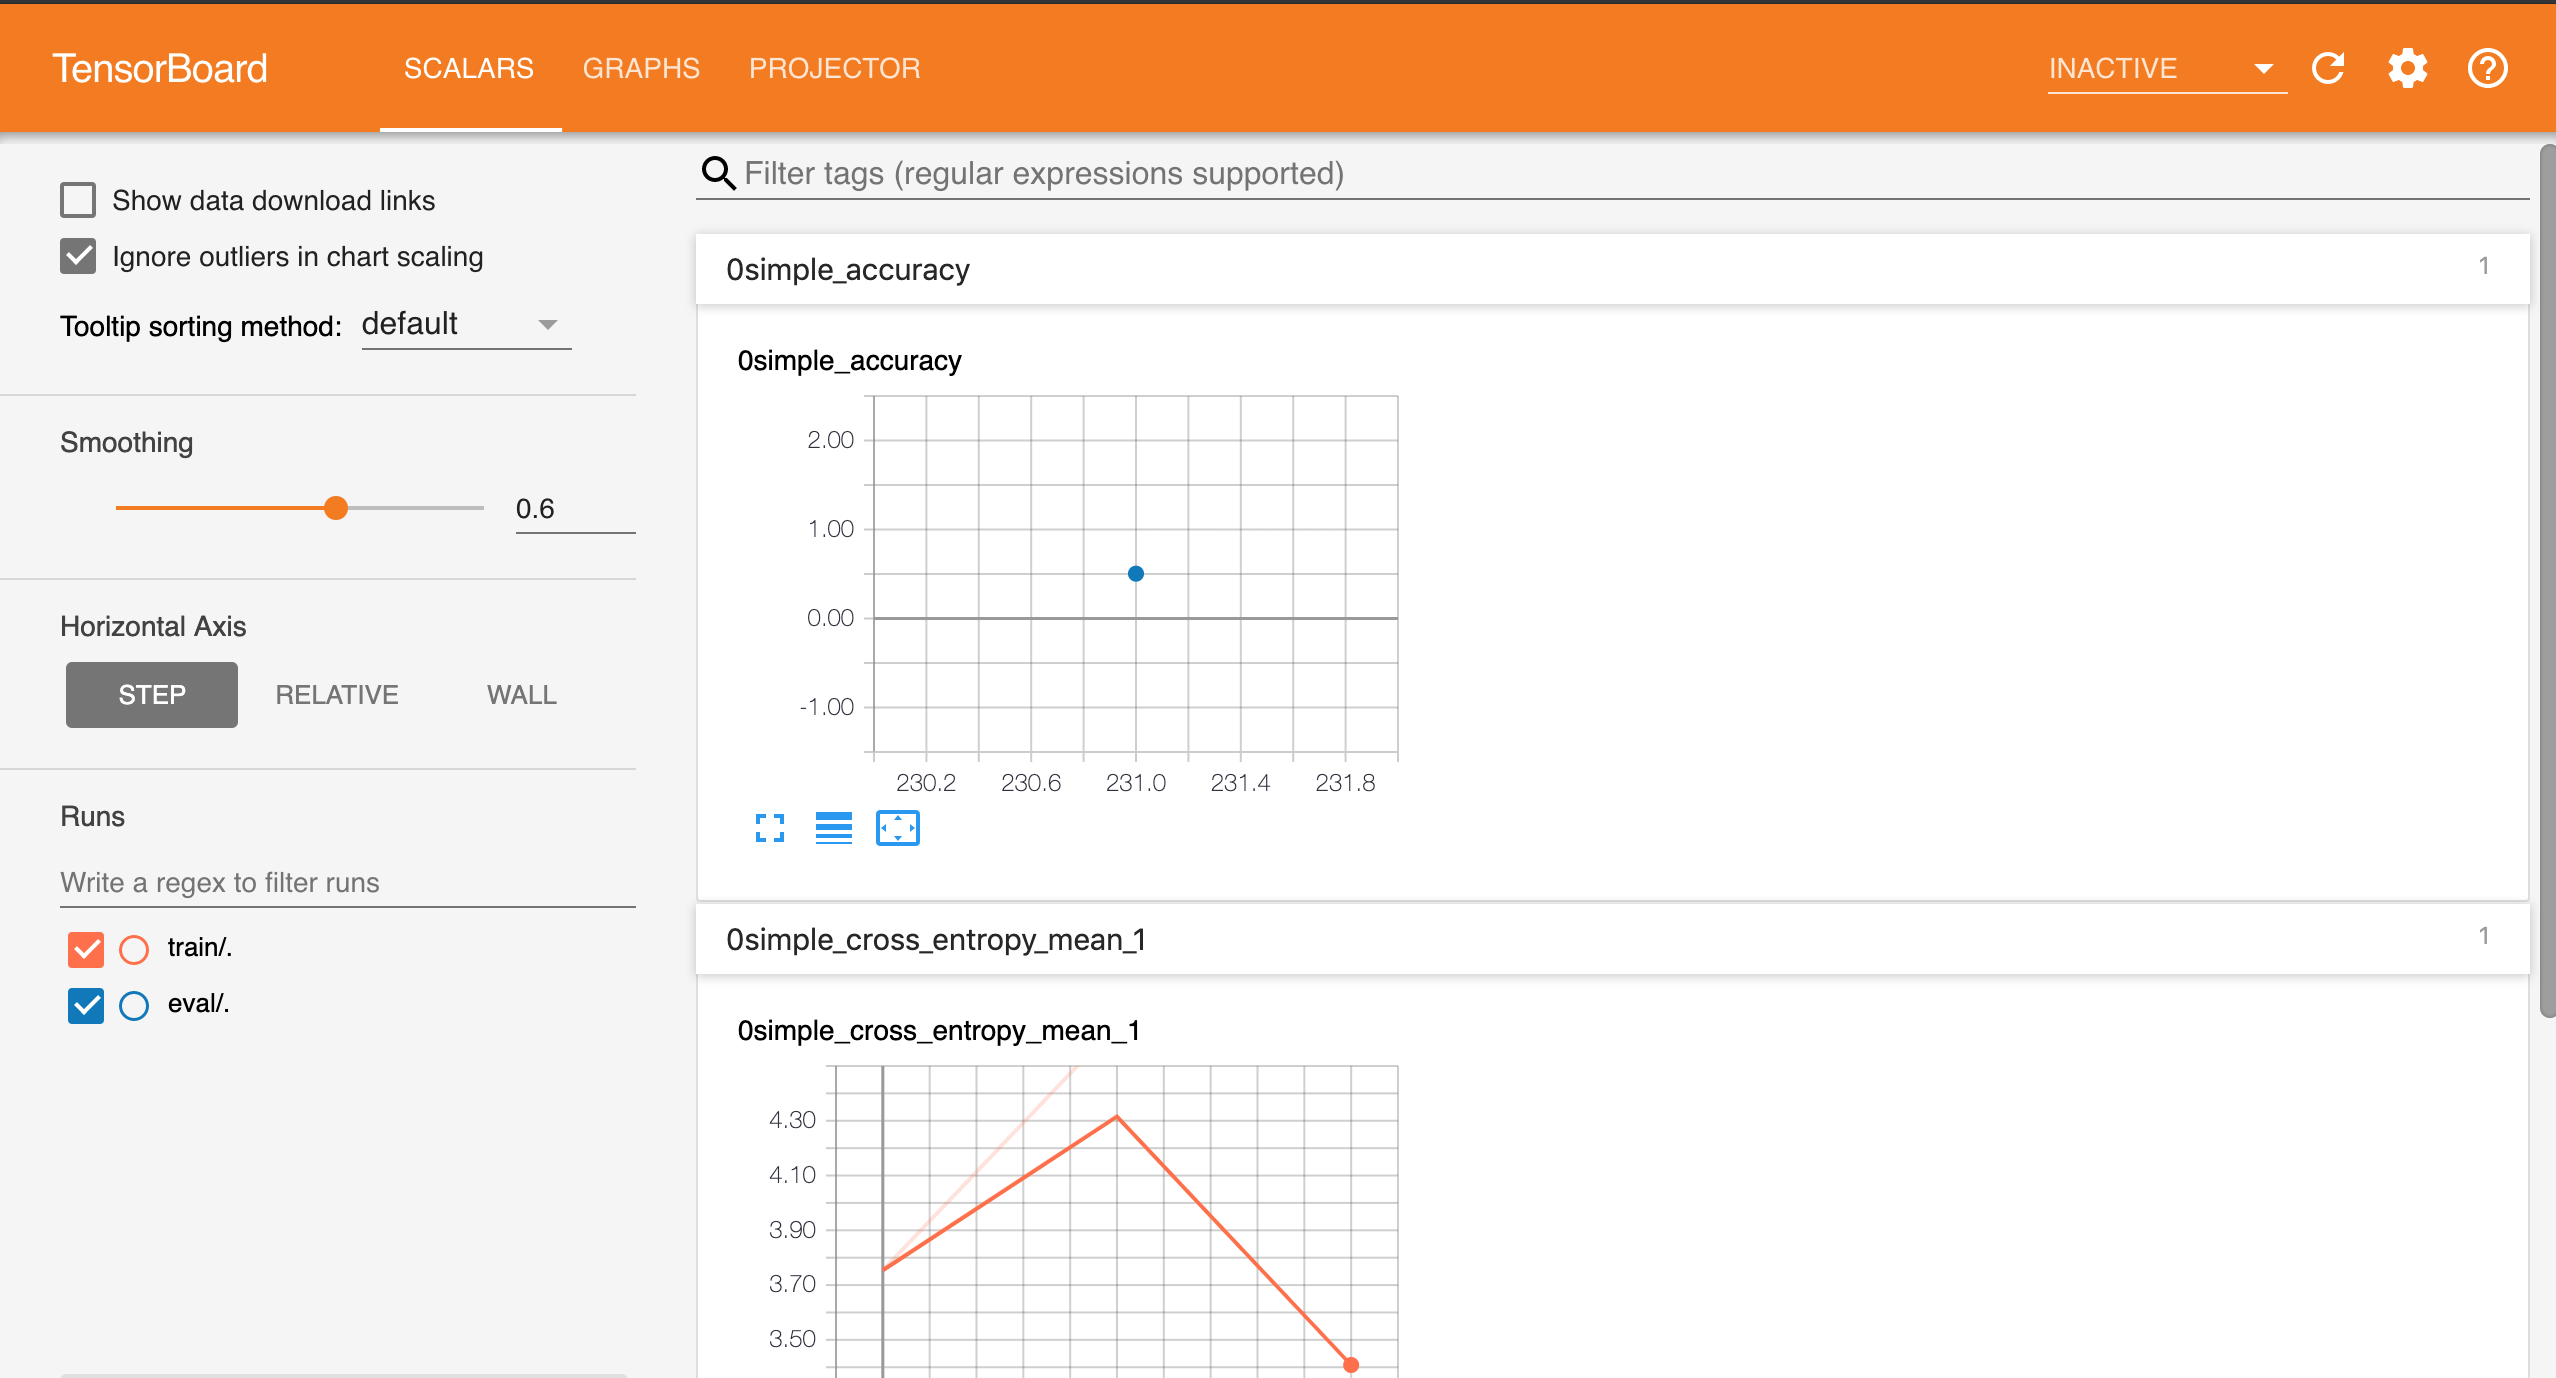 TensorBoard
SCALARS
GRAPHS
PROJECTOR
INACTIVE
Show data download links
Ignore outliers in chart scaling
Tooltip sorting method: default
Smoothing
0.6
Horizontal Axis
STEP
RELATIVE
WALL
Runs
Write a regex to filter runs
train/.
eval/.
Filter tags (regular expressions supported)
0simple_accuracy
1
0simple_accuracy
2.00
1.00
0.00
-1.00
230.2 230.6 231.0 231.4 231.8
0simple_cross_entropy_mean_1
1
0simple_cross_entropy_mean_1
4.30
4.10
3.90
3.70
3.50